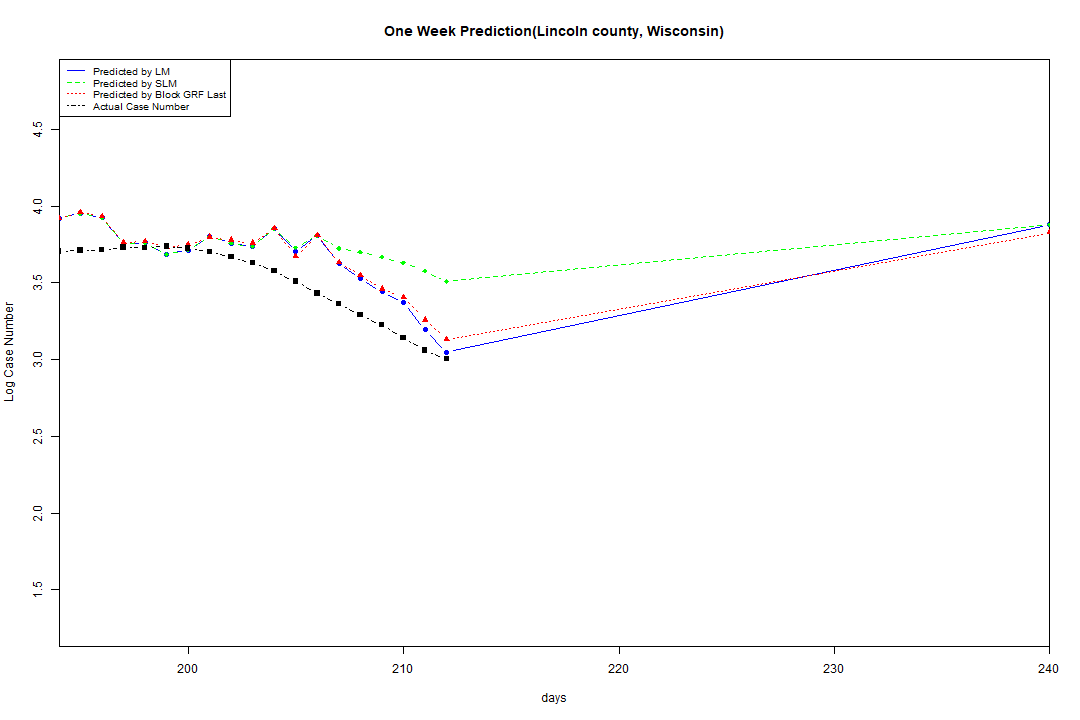 One Week Prediction(Lincoln county, Wisconsin)
Predicted by LM
Predicted by SLM
Predicted by Block GRF Last
Actual Case Number
4.5
4.0
3.5
3.0
2.5
2.0
1.5
Log Case Number
200 210 220 230 240
days